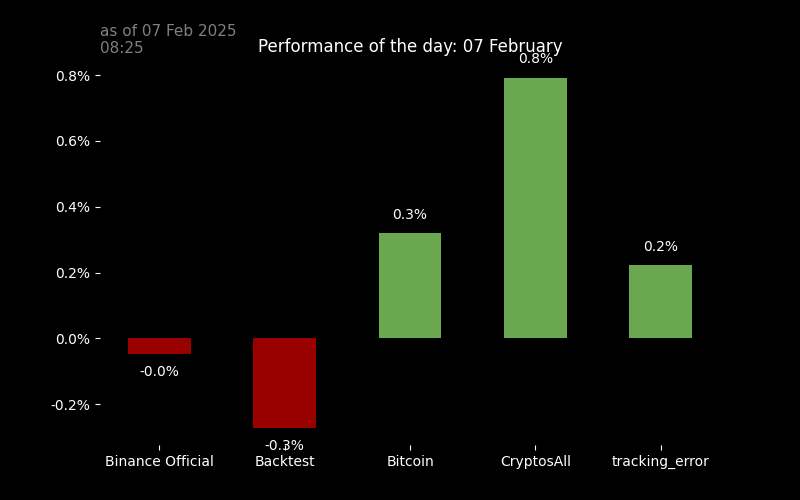 as of 07 Feb 2025
08:25
Performance of the day: 07 February
0.8%
0.8%
0.6%
0.4%
0.3%
0.2%
0.2%
0.0%
-0.0%
-0.2%
-0.3%
Binance Official
Backtest
Bitcoin
CryptosAll
tracking_error